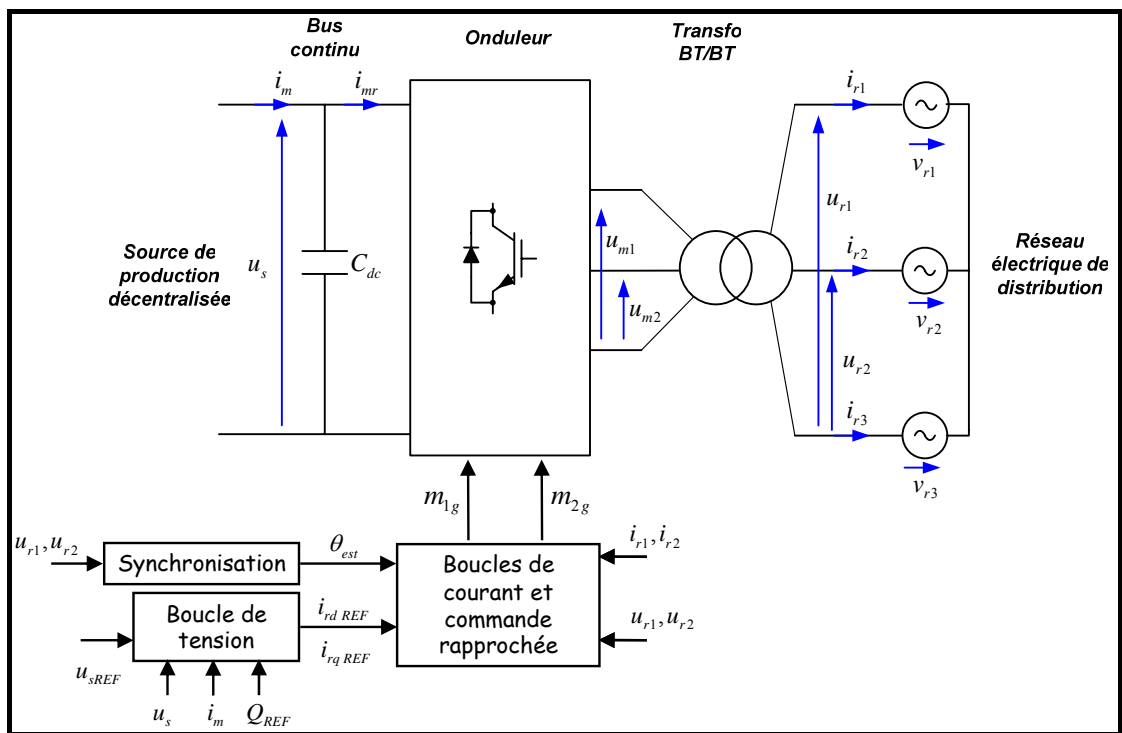 Bus
continu
Onduleur
Transfo
BT/BT
i_m
i_mr
i_r1
v_r1
u_r1
Source de
production
décentralisée
u_s
C_dc
u_m1
u_m2
i_r2
v_r2
Réseau
électrique de
distribution
u_r2
i_r3
v_r3
m_1g
m_2g
u_r1, u_r2
Synchronisation
θ_est
Boucles de
courant et
commande
rapprochée
i_r1, i_r2
u_r1, u_r2
Boucle de
tension
i_rd REF
i_rq REF
u_sREF
u_s
i_m
Q_REF